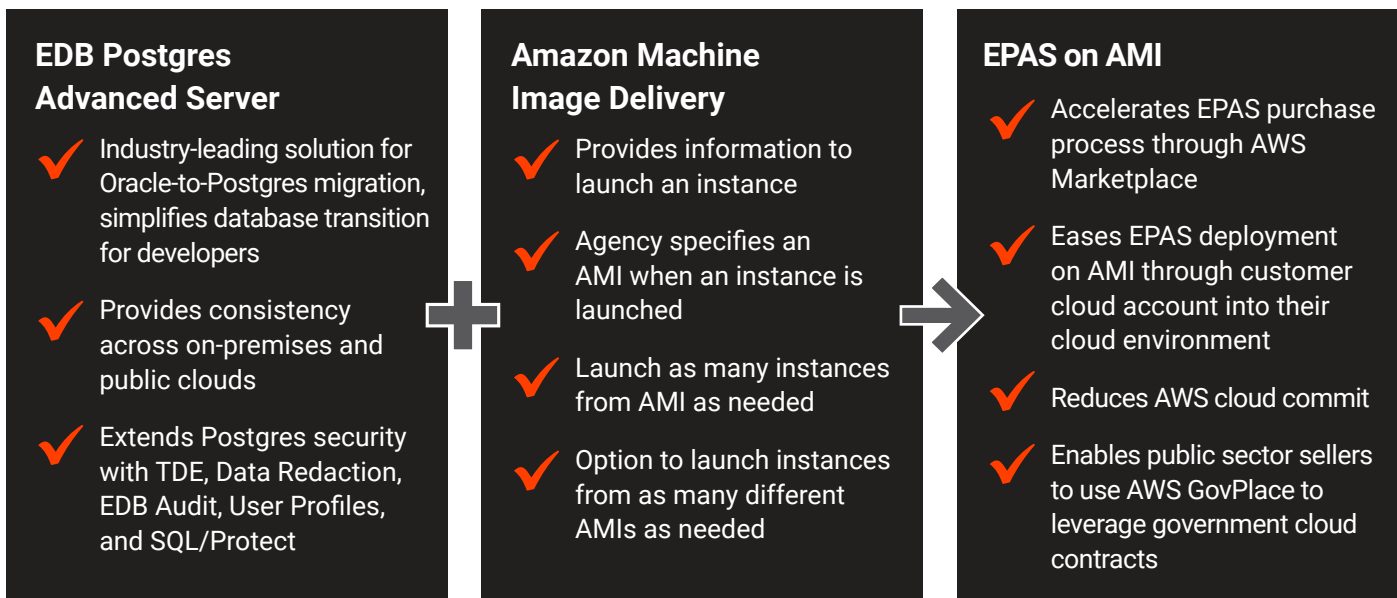 EDB Postgres
Advanced Server
Industry-leading solution for
Oracle-to-Postgres migration,
simplifies database transition
for developers
Provides consistency
across on-premises and
public clouds
Extends Postgres security
with TDE, Data Redaction,
EDB Audit, User Profiles,
and SQL/Protect
Amazon Machine
Image Delivery
Provides information to
launch an instance
Agency specifies an
AMI when an instance is
launched
Launch as many instances
from AMI as needed
Option to launch instances
from as many different
AMIs as needed
EPAS on AMI
Accelerates EPAS purchase
process through AWS
Marketplace
Eases EPAS deployment
on AMI through customer
cloud account into their
cloud environment
Reduces AWS cloud commit
Enables public sector sellers
to use AWS GovPlace to
leverage government cloud
contracts